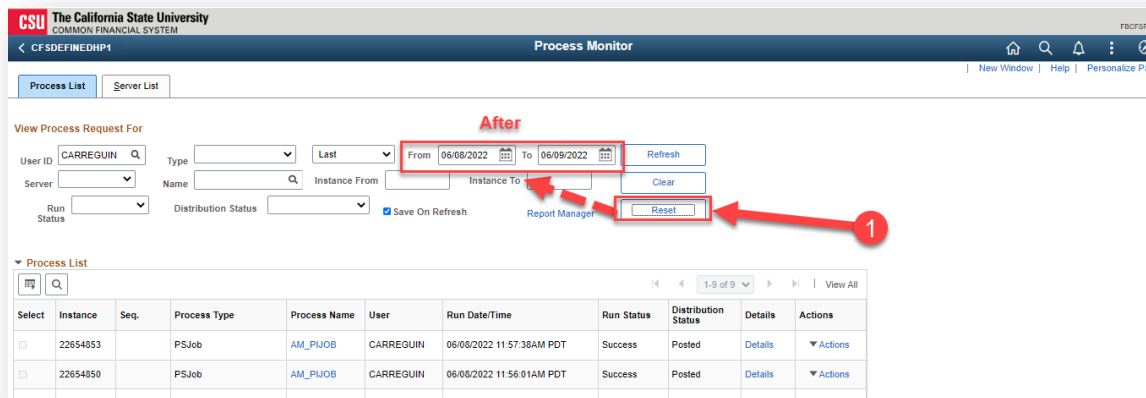 CSU The California State University
COMMON FINANCIAL SYSTEM
FBCFSF
CFSDEFINEDHP1
Process Monitor
New Window | Help | Personalize Pa
Process List
Server List
View Process Request For
After
User ID CARREGUIN Type Last From 06/08/2022 To 06/09/2022 Refresh
Server Name Instance From Instance To Clear
Run Status Distribution Status Save On Refresh Report Manager Reset
1
Process List
1-9 of 9 View All
Select Instance Seq. Process Type Process Name User Run Date/Time Run Status Distribution Status Details Actions
22654853 PSJob AM_PIJOB CARREGUIN 06/08/2022 11:57:38AM PDT Success Posted Details Actions
22654850 PSJob AM_PIJOB CARREGUIN 06/08/2022 11:56:01AM PDT Success Posted Details Actions